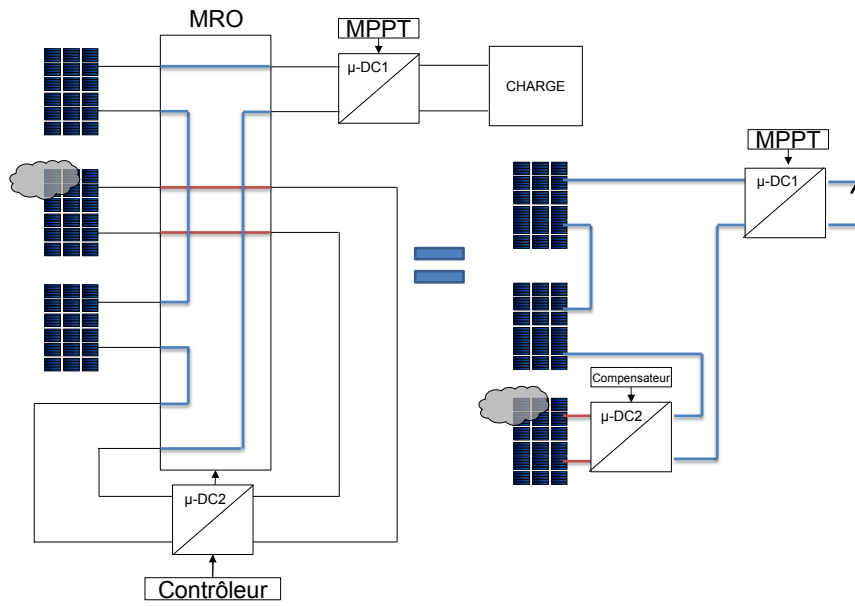 MRO
MPPT
µ-DC1
CHARGE
µ-DC2
Contrôleur
MPPT
µ-DC1
Compensateur
µ-DC2